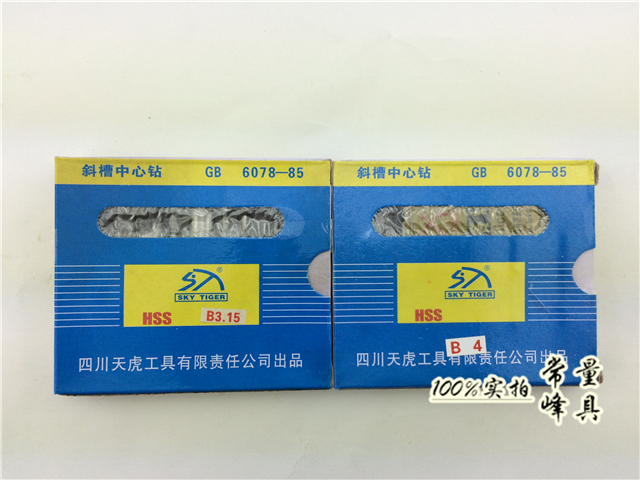 斜槽中心钻 GB 6078—85
SKY TIGER ®
HSS B3.15
四川天虎工具有限责任公司出品
斜槽中心钻 GB 6078—85
SKY TIGER ®
HSS
B 4
四川天虎工具有限责任公司出品
100%实拍
常量
峰具